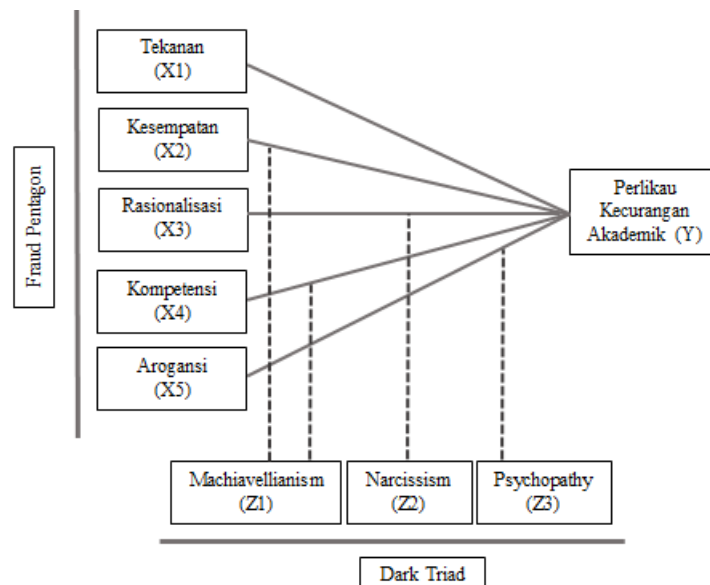 Tekanan
(X1)
Kesempatan
(X2)
Rasionalisasi
(X3)
Kompetensi
(X4)
Arogansi
(X5)
Fraud Pentagon
Perlikau
Kecurangan
Akademik (Y)
Machiavellianism
(Z1)
Narcissism
(Z2)
Psychopathy
(Z3)
Dark Triad